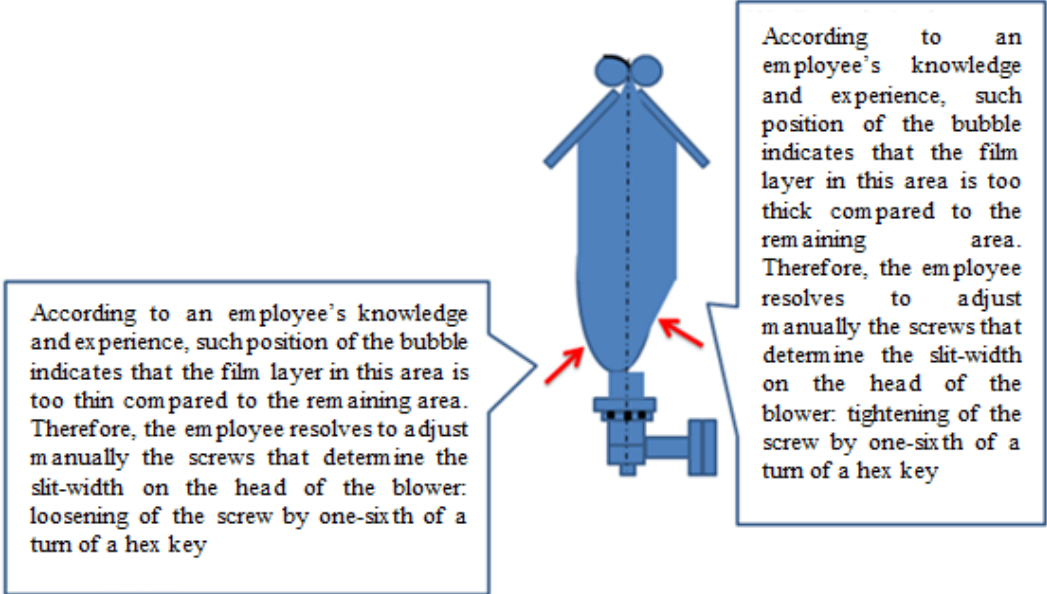 According to an
employee’s knowledge
and experience, such
position of the bubble
indicates that the film
layer in this area is too
thick compared to the
remaining area.
Therefore, the employee
resolves to adjust
manually the screws that
determine the slit-width
on the head of the
blower: tightening of the
screw by one-sixth of a
turn of a hex key
According to an employee’s knowledge
and experience, such position of the bubble
indicates that the film layer in this area is
too thin compared to the remaining area.
Therefore, the employee resolves to adjust
manually the screws that determine the
slit-width on the head of the blower:
loosening of the screw by one-sixth of a
turn of a hex key